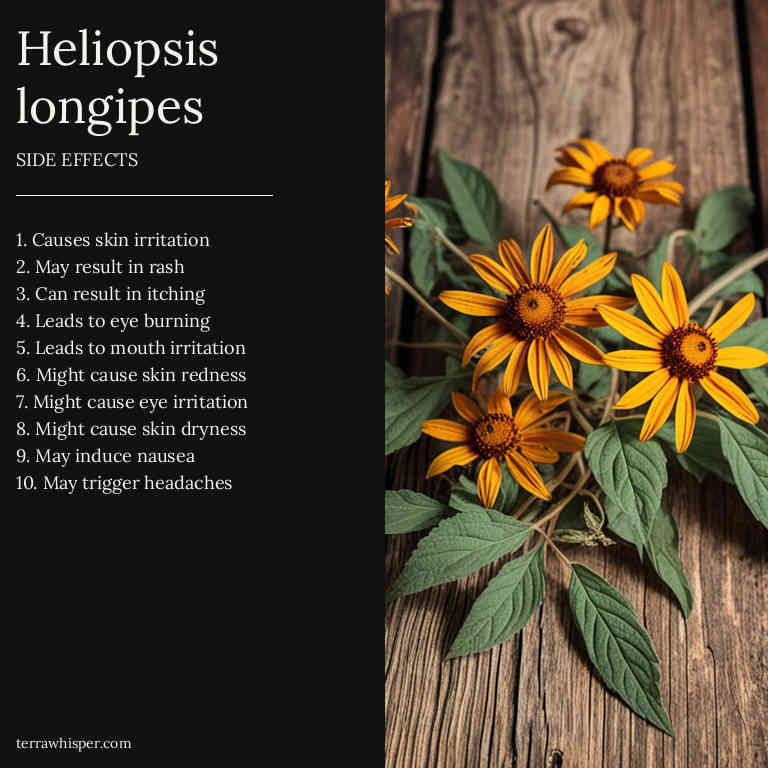 Heliopsis
longipes
SIDE EFFECTS
1. Causes skin irritation
2. May result in rash
3. Can result in itching
4. Leads to eye burning
5. Leads to mouth irritation
6. Might cause skin redness
7. Might cause eye irritation
8. Might cause skin dryness
9. May induce nausea
10. May trigger headaches
terrawhisper.com